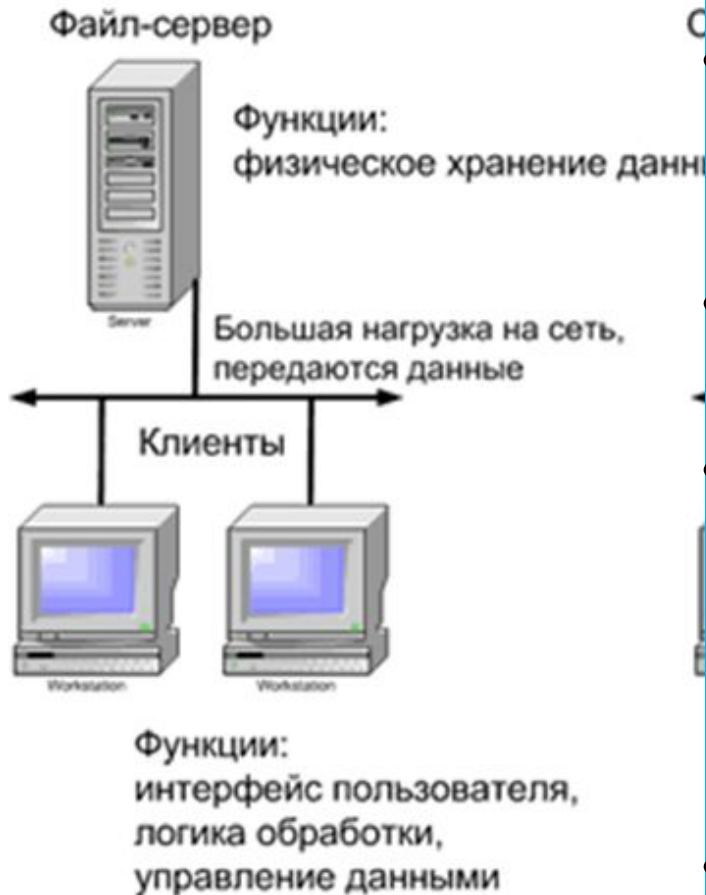 Файл-сервер
Функции:
физическое хранение данн
Server
Большая нагрузка на сеть,
передаются данные
Клиенты
Workstation
Workstation
Функции:
интерфейс пользователя,
логика обработки,
управление данными